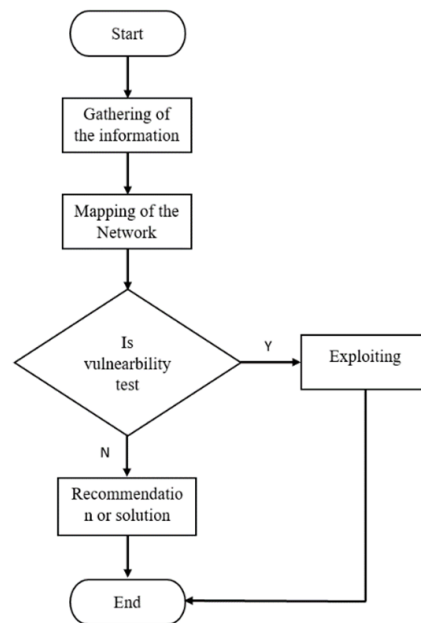 Start
Gathering of
the information
Mapping of the
Network
Is
vulnearbility
test
Y
Exploiting
N
Recommendatio
n or solution
End